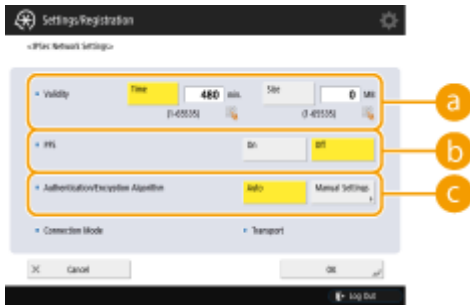 Settings/Registration
<IPSec Network Settings>
Validity Time 480 min. Size 0 MB
(1-65535) (1-65535)
PFS On Off
Authentication/Encryption Algorithm Auto Manual Settings
Connection Mode Transport
Cancel OK
Log Out
a
b
c